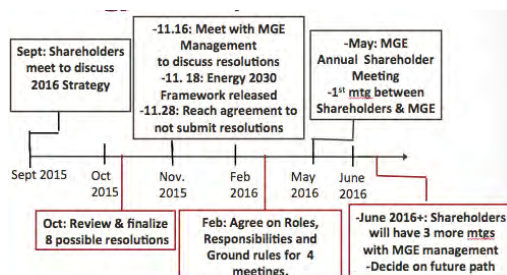 Sept: Shareholders
meet to discuss
2016 Strategy
-11.16: Meet with MGE
Management
to discuss resolutions
-11. 18: Energy 2030
Framework released
-11.28: Reach agreement to
not submit resolutions
-May: MGE
Annual Shareholder
Meeting
-1st mtg between
Shareholders & MGE
Sept 2015
Oct
2015
Nov.
2015
Feb
2016
May
2016
June
2016
Oct: Review & finalize
8 possible resolutions
Feb: Agree on Roles,
Responsibilities and
Ground rules for 4
meetings.
-June 2016+: Shareholders
will have 3 more mtgs
with MGE management
-Decide on future path